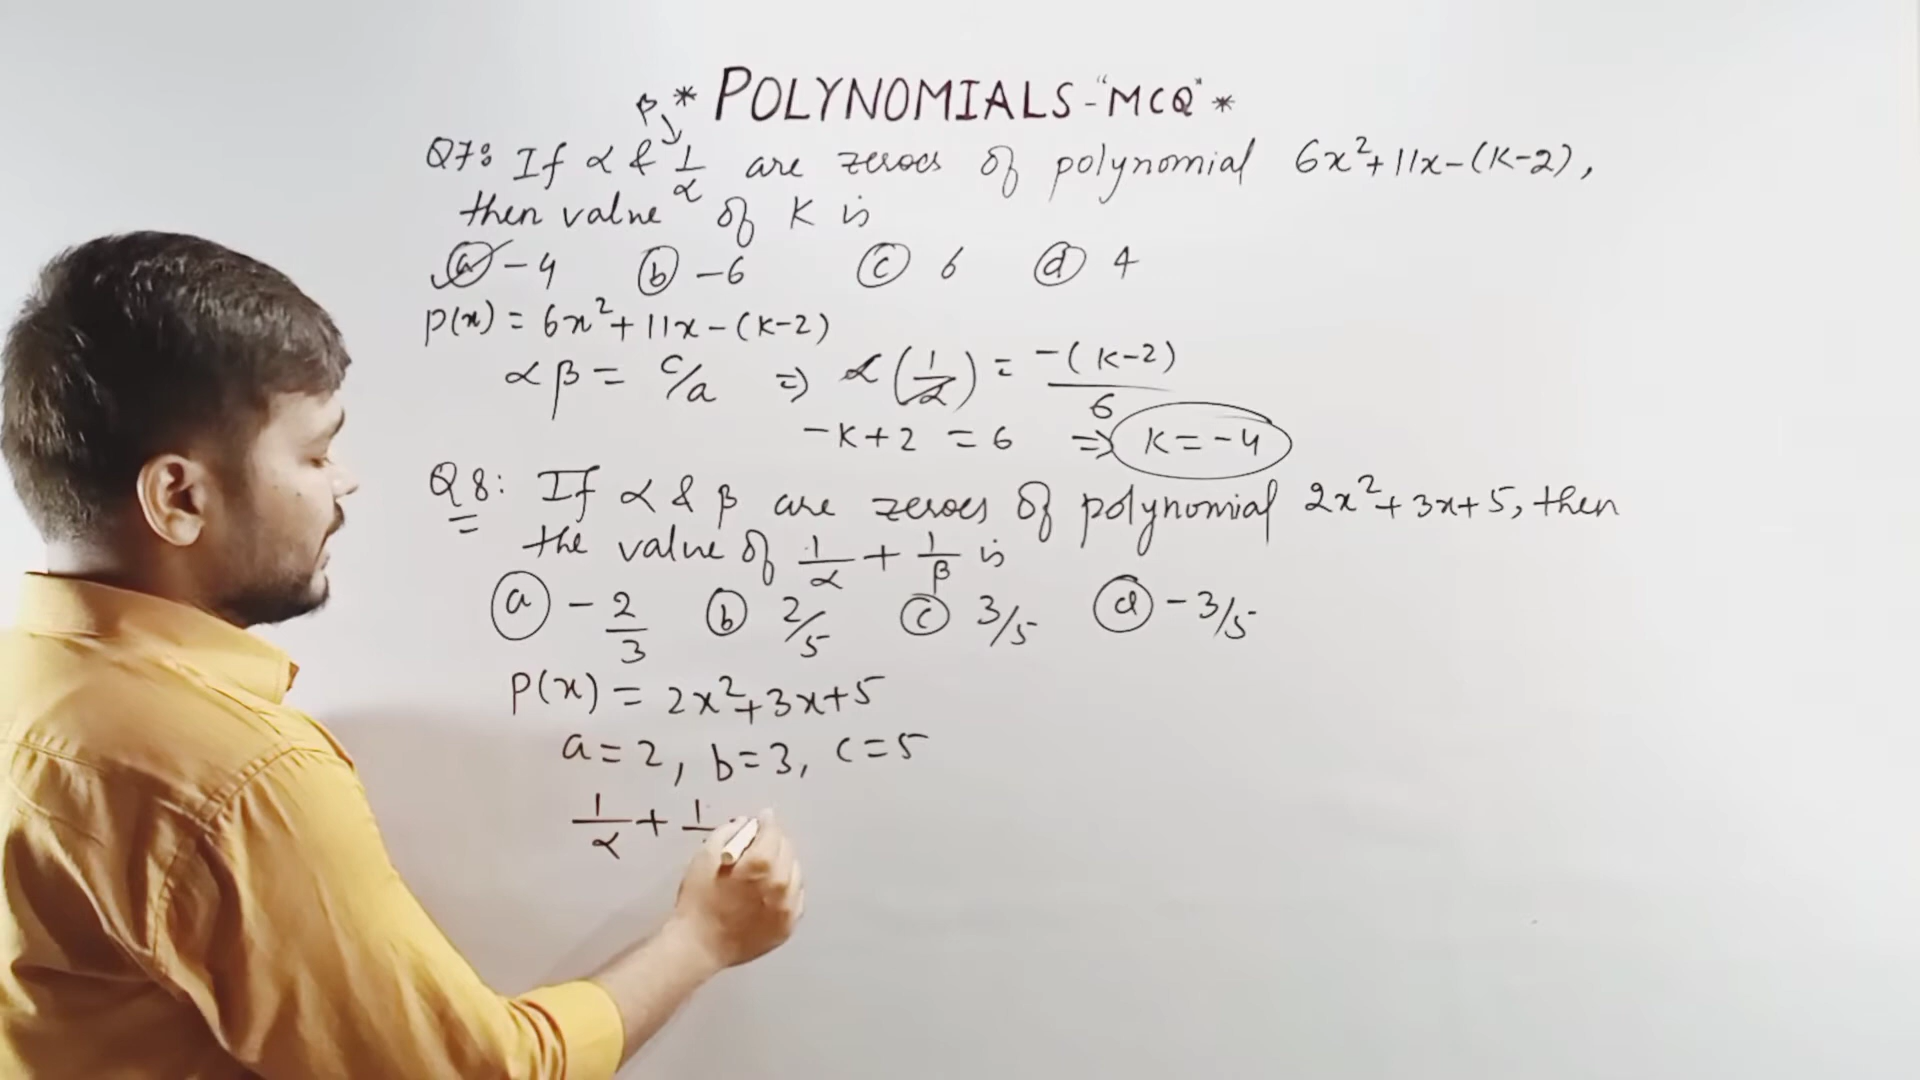 * POLYNOMIALS - "MCQ" *
β
Q7: If α & 1/α are zeroes of polynomial 6x²+11x-(K-2),
then value of K is
(a) -4 (b) -6 (c) 6 (d) 4
p(x) = 6x²+11x-(K-2)
αβ = c/a ⇒ α(1/α) = -(K-2)/6
-K+2 = 6 ⇒ K=-4
Q8: If α & β are zeroes of polynomial 2x²+3x+5, then
the value of 1/α + 1/β is
(a) -2/3 (b) 2/5 (c) 3/5 (d) -3/5
P(x) = 2x²+3x+5
a=2, b=3, c=5
1/α + 1